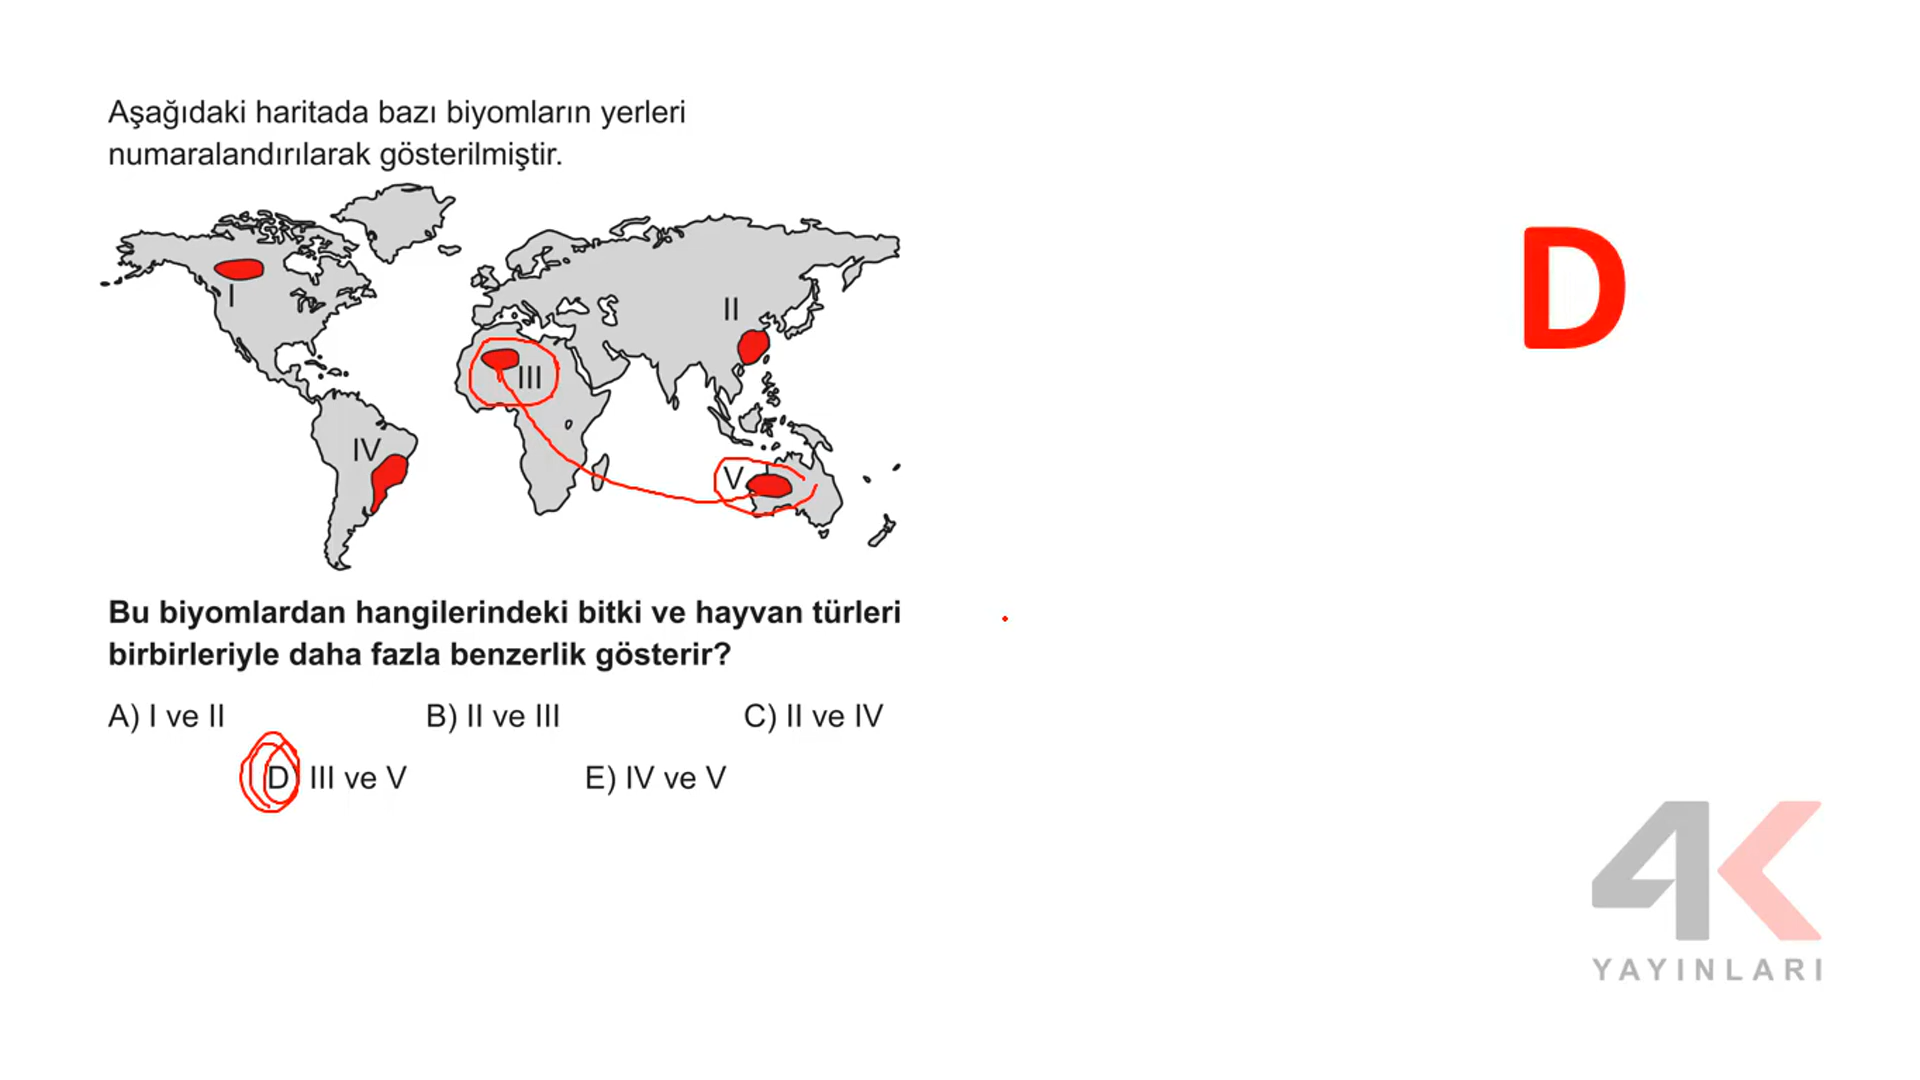 Aşağıdaki haritada bazı biyomların yerleri
numaralandırılarak gösterilmiştir.
I
II
III
IV
V
D
Bu biyomlardan hangilerindeki bitki ve hayvan türleri
birbirleriyle daha fazla benzerlik gösterir?
A) I ve II B) II ve III C) II ve IV
D) III ve V E) IV ve V
4K
YAYINLARI